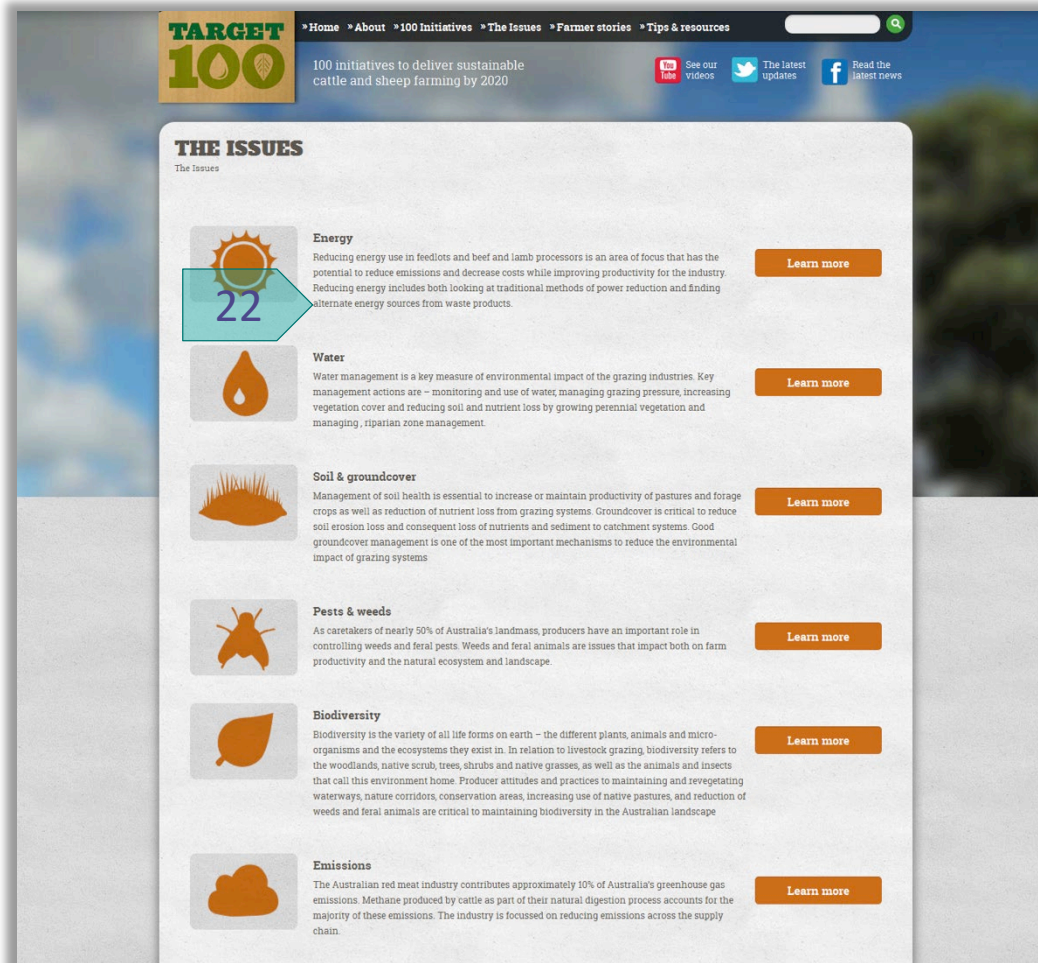 TARGET
100
»Home »About »100 Initiatives »The Issues »Farmer stories »Tips & resources
100 initiatives to deliver sustainable
cattle and sheep farming by 2020
You
Tube
See our
videos
The latest
updates
f
Read the
latest news
THE ISSUES
The Issues
Energy
Reducing energy use in feedlots and beef and lamb processors is an area of focus that has the
potential to reduce emissions and decrease costs while improving productivity for the industry.
Reducing energy includes both looking at traditional methods of power reduction and finding
alternate energy sources from waste products.
Learn more
22
Water
Water management is a key measure of environmental impact of the grazing industries. Key
management actions are – monitoring and use of water, managing grazing pressure, increasing
vegetation cover and reducing soil and nutrient loss by growing perennial vegetation and
managing , riparian zone management.
Learn more
Soil & groundcover
Management of soil health is essential to increase or maintain productivity of pastures and forage
crops as well as reduction of nutrient loss from grazing systems. Groundcover is critical to reduce
soil erosion loss and consequent loss of nutrients and sediment to catchment systems. Good
groundcover management is one of the most important mechanisms to reduce the environmental
impact of grazing systems
Learn more
Pests & weeds
As caretakers of nearly 50% of Australia's landmass, producers have an important role in
controlling weeds and feral pests. Weeds and feral animals are issues that impact both on farm
productivity and the natural ecosystem and landscape.
Learn more
Biodiversity
Biodiversity is the variety of all life forms on earth – the different plants, animals and micro-
organisms and the ecosystems they exist in. In relation to livestock grazing, biodiversity refers to
the woodlands, native scrub, trees, shrubs and native grasses, as well as the animals and insects
that call this environment home. Producer attitudes and practices to maintaining and revegetating
waterways, nature corridors, conservation areas, increasing use of native pastures, and reduction of
weeds and feral animals are critical to maintaining biodiversity in the Australian landscape
Learn more
Emissions
The Australian red meat industry contributes approximately 10% of Australia's greenhouse gas
emissions. Methane produced by cattle as part of their natural digestion process accounts for the
majority of these emissions. The industry is focussed on reducing emissions across the supply
chain.
Learn more